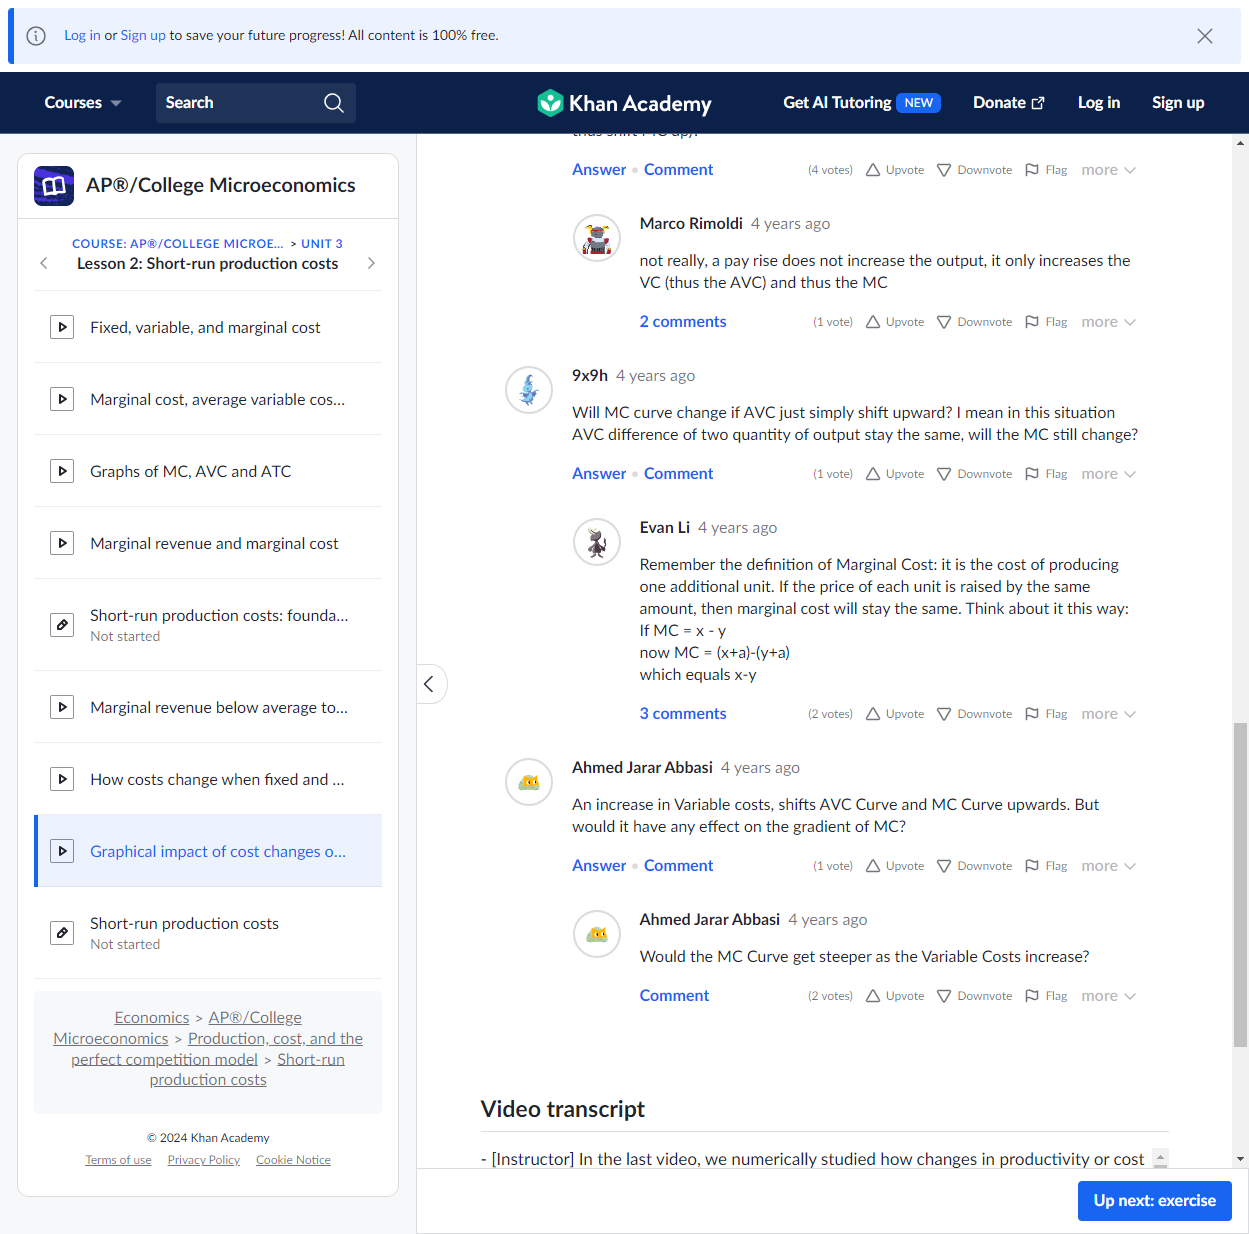 Log in or Sign up to save your future progress! All content is 100% free.
Courses
Search
Khan Academy
Get AI Tutoring NEW
Donate
Log in
Sign up
AP®/College Microeconomics
COURSE: AP®/COLLEGE MICROE... > UNIT 3
Lesson 2: Short-run production costs
Fixed, variable, and marginal cost
Marginal cost, average variable cos...
Graphs of MC, AVC and ATC
Marginal revenue and marginal cost
Short-run production costs: founda...
Not started
Marginal revenue below average to...
How costs change when fixed and ...
Graphical impact of cost changes o...
Short-run production costs
Not started
Economics > AP®/College
Microeconomics > Production, cost, and the
perfect competition model > Short-run
production costs
© 2024 Khan Academy
Terms of use Privacy Policy Cookie Notice
thus shift MC up).
Answer • Comment (4 votes) Upvote Downvote Flag more
Marco Rimoldi 4 years ago
not really, a pay rise does not increase the output, it only increases the
VC (thus the AVC) and thus the MC
2 comments (1 vote) Upvote Downvote Flag more
9x9h 4 years ago
Will MC curve change if AVC just simply shift upward? I mean in this situation
AVC difference of two quantity of output stay the same, will the MC still change?
Answer • Comment (1 vote) Upvote Downvote Flag more
Evan Li 4 years ago
Remember the definition of Marginal Cost: it is the cost of producing
one additional unit. If the price of each unit is raised by the same
amount, then marginal cost will stay the same. Think about it this way:
If MC = x - y
now MC = (x+a)-(y+a)
which equals x-y
3 comments (2 votes) Upvote Downvote Flag more
Ahmed Jarar Abbasi 4 years ago
An increase in Variable costs, shifts AVC Curve and MC Curve upwards. But
would it have any effect on the gradient of MC?
Answer • Comment (1 vote) Upvote Downvote Flag more
Ahmed Jarar Abbasi 4 years ago
Would the MC Curve get steeper as the Variable Costs increase?
Comment (2 votes) Upvote Downvote Flag more
Video transcript
- [Instructor] In the last video, we numerically studied how changes in productivity or cost
Up next: exercise